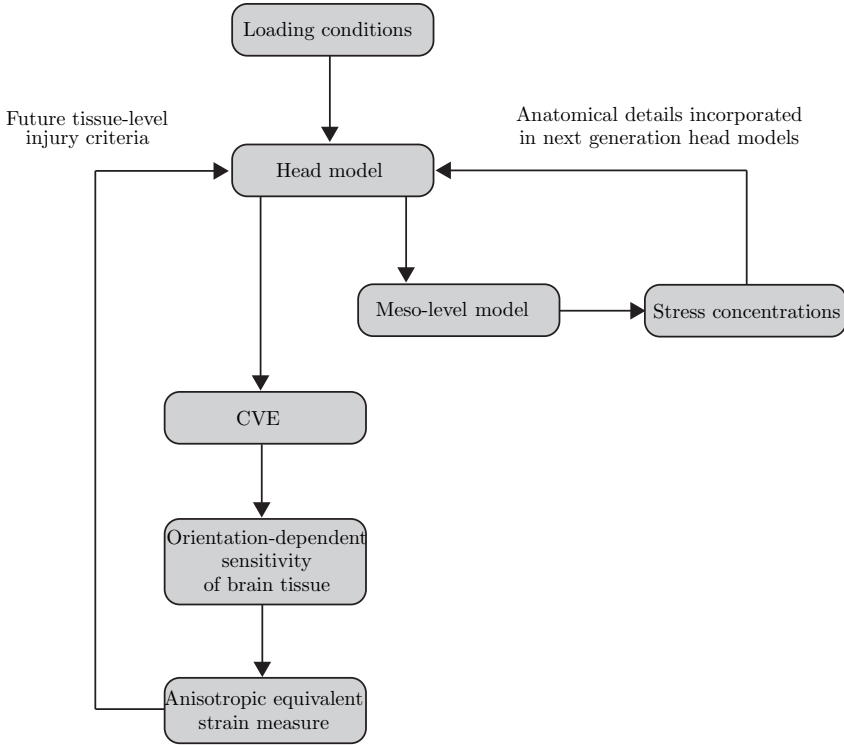 Loading conditions
Future tissue-level
injury criteria
Anatomical details incorporated
in next generation head models
Head model
Meso-level model
Stress concentrations
CVE
Orientation-dependent
sensitivity
of brain tissue
Anisotropic equivalent
strain measure